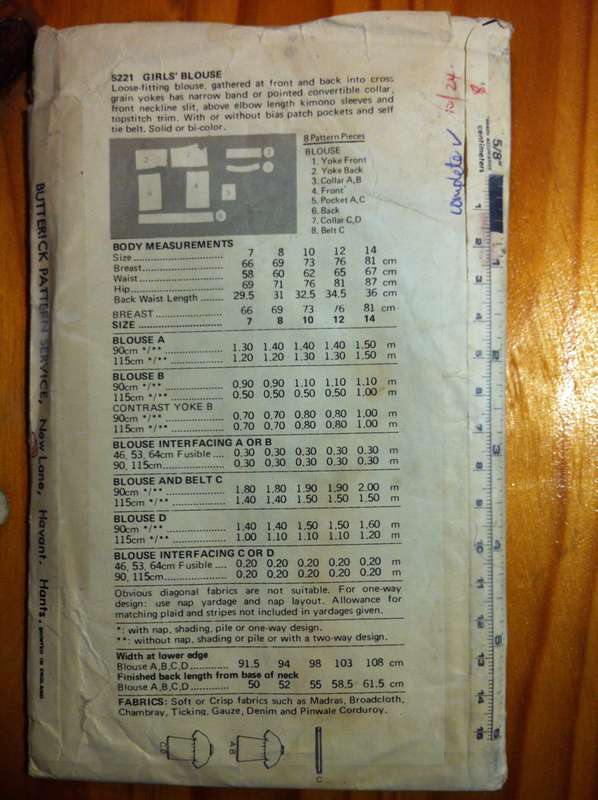 5221 GIRLS' BLOUSE
Loose-fitting blouse, gathered at front and back into cross
grain yokes has narrow band or pointed convertible collar,
front neckline slit, above elbow length kimono sleeves and
topstitch trim. With or without bias patch pockets and self
tie belt. Solid or bi-color.
8 Pattern Pieces
BLOUSE
1. Yoke Front
2. Yoke Back
3. Collar A,B
4. Front
5. Pocket A,C
6. Back
7. Collar C,D
8. Belt C
BODY MEASUREMENTS
Size 7 8 10 12 14
Breast 66 69 73 76 81 cm
Waist 58 60 62 65 67 cm
Hip 69 71 76 81 87 cm
Back Waist Length 29.5 31 32.5 34.5 36 cm
BREAST 66 69 73 76 81 cm
SIZE 7 8 10 12 14
BLOUSE A
90cm */** 1.30 1.40 1.40 1.40 1.50 m
115cm */** 1.20 1.20 1.30 1.30 1.50 m
BLOUSE B
90cm */** 0.90 0.90 1.10 1.10 1.10 m
115cm */** 0.50 0.50 0.50 0.50 1.00 m
CONTRAST YOKE B
90cm */** 0.70 0.70 0.80 0.80 1.00 m
115cm */** 0.70 0.70 0.80 0.80 1.00 m
BLOUSE INTERFACING A OR B
46, 53, 64cm Fusible 0.30 0.30 0.30 0.30 0.30 m
90, 115cm 0.30 0.30 0.30 0.30 0.30 m
BLOUSE AND BELT C
90cm */** 1.80 1.80 1.90 1.90 2.00 m
115cm */** 1.40 1.40 1.50 1.50 1.50 m
BLOUSE D
90cm */** 1.40 1.40 1.50 1.50 1.60 m
115cm */** 1.00 1.10 1.10 1.10 1.20 m
BLOUSE INTERFACING C OR D
46, 53, 64cm Fusible 0.20 0.20 0.20 0.20 0.20 m
90, 115cm 0.20 0.20 0.20 0.20 0.20 m
Obvious diagonal fabrics are not suitable. For one-way
design: use nap yardage and nap layout. Allowance for
matching plaid and stripes not included in yardages given.
*: with nap, shading, pile or one-way design.
**: without nap, shading or pile or with a two-way design.
Width at lower edge
Blouse A,B,C,D 91.5 94 98 103 108 cm
Finished back length from base of neck
Blouse A,B,C,D 50 52 55 58.5 61.5 cm
FABRICS: Soft or Crisp fabrics such as Madras, Broadcloth,
Chambray, Ticking, Gauze, Denim and Pinwale Corduroy.
BUTTERICK PATTERN SERVICE, New Lane, Havant, Hants, PRINTED IN ENGLAND
complete
10/24
8
5/8"
centimeters
1
2
3
4
5
6
7
8
9
10
11
12
13
14
15
AB
C